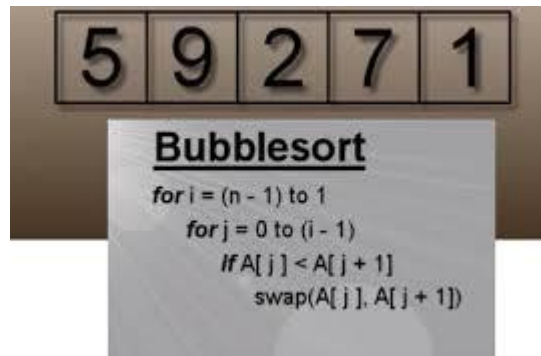 5 9 2 7 1
Bubblesort
for i = (n - 1) to 1
for j = 0 to (i - 1)
If A[ j ] < A[ j + 1]
swap(A[ j ], A[ j + 1])